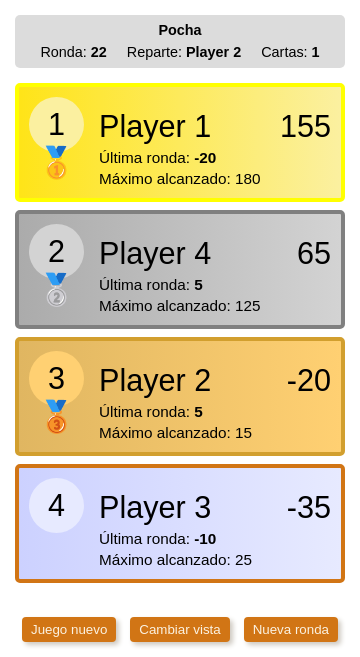 Pocha
Ronda: 22 Reparte: Player 2 Cartas: 1
1 Player 1 155
Última ronda: -20
Máximo alcanzado: 180
2 Player 4 65
Última ronda: 5
Máximo alcanzado: 125
3 Player 2 -20
Última ronda: 5
Máximo alcanzado: 15
4 Player 3 -35
Última ronda: -10
Máximo alcanzado: 25
Juego nuevo Cambiar vista Nueva ronda